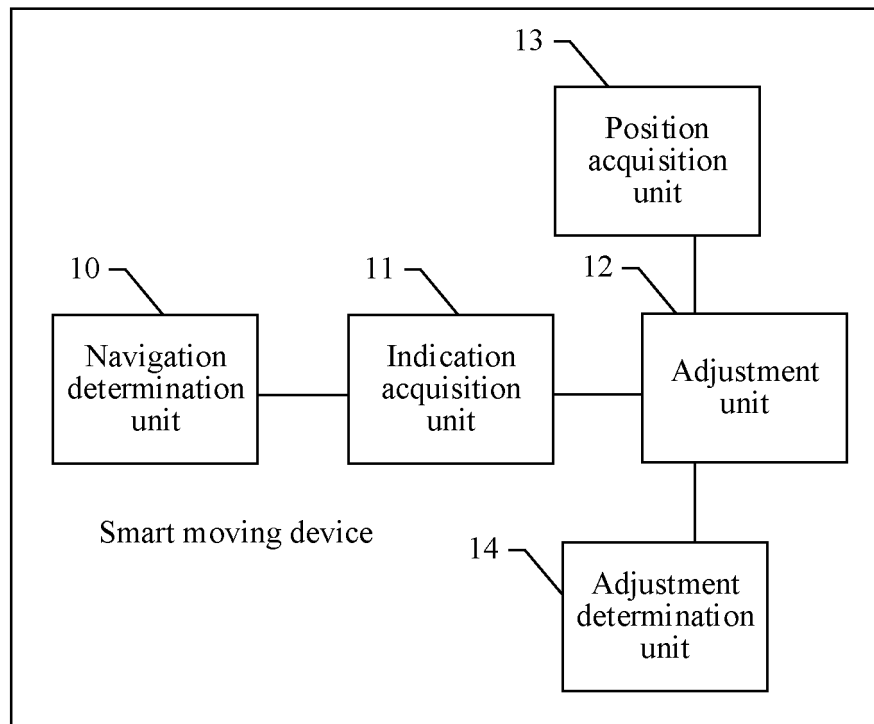 13
Position
acquisition
unit
10
11
12
Navigation
determination
unit
Indication
acquisition
unit
Adjustment
unit
Smart moving device
14
Adjustment
determination
unit